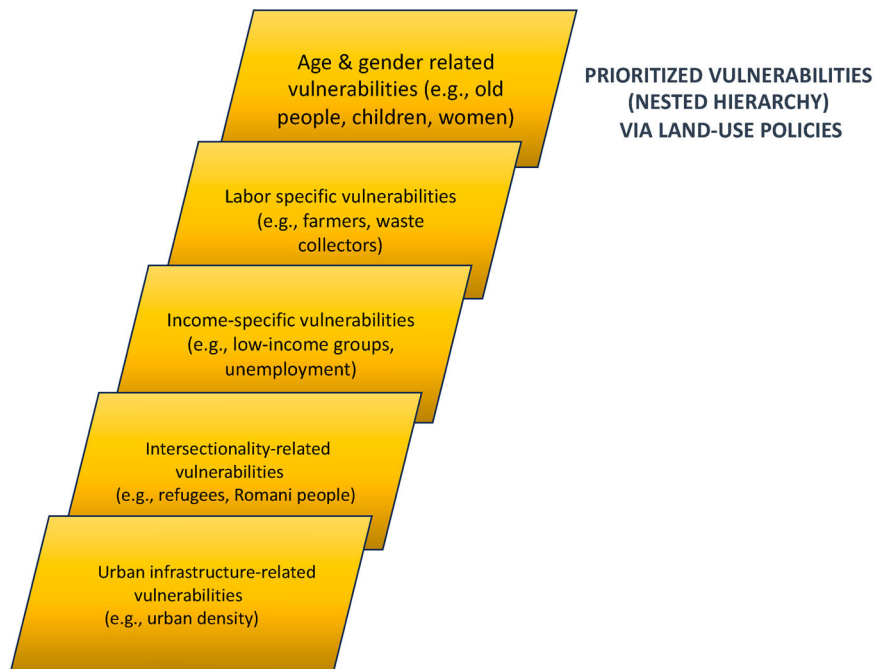 Age & gender related
vulnerabilities (e.g., old
people, children, women)
PRIORITIZED VULNERABILITIES
(NESTED HIERARCHY)
VIA LAND-USE POLICIES
Labor specific vulnerabilities
(e.g., farmers, waste
collectors)
Income-specific vulnerabilities
(e.g., low-income groups,
unemployment)
Intersectionality-related
vulnerabilities
(e.g., refugees, Romani people)
Urban infrastructure-related
vulnerabilities
(e.g., urban density)